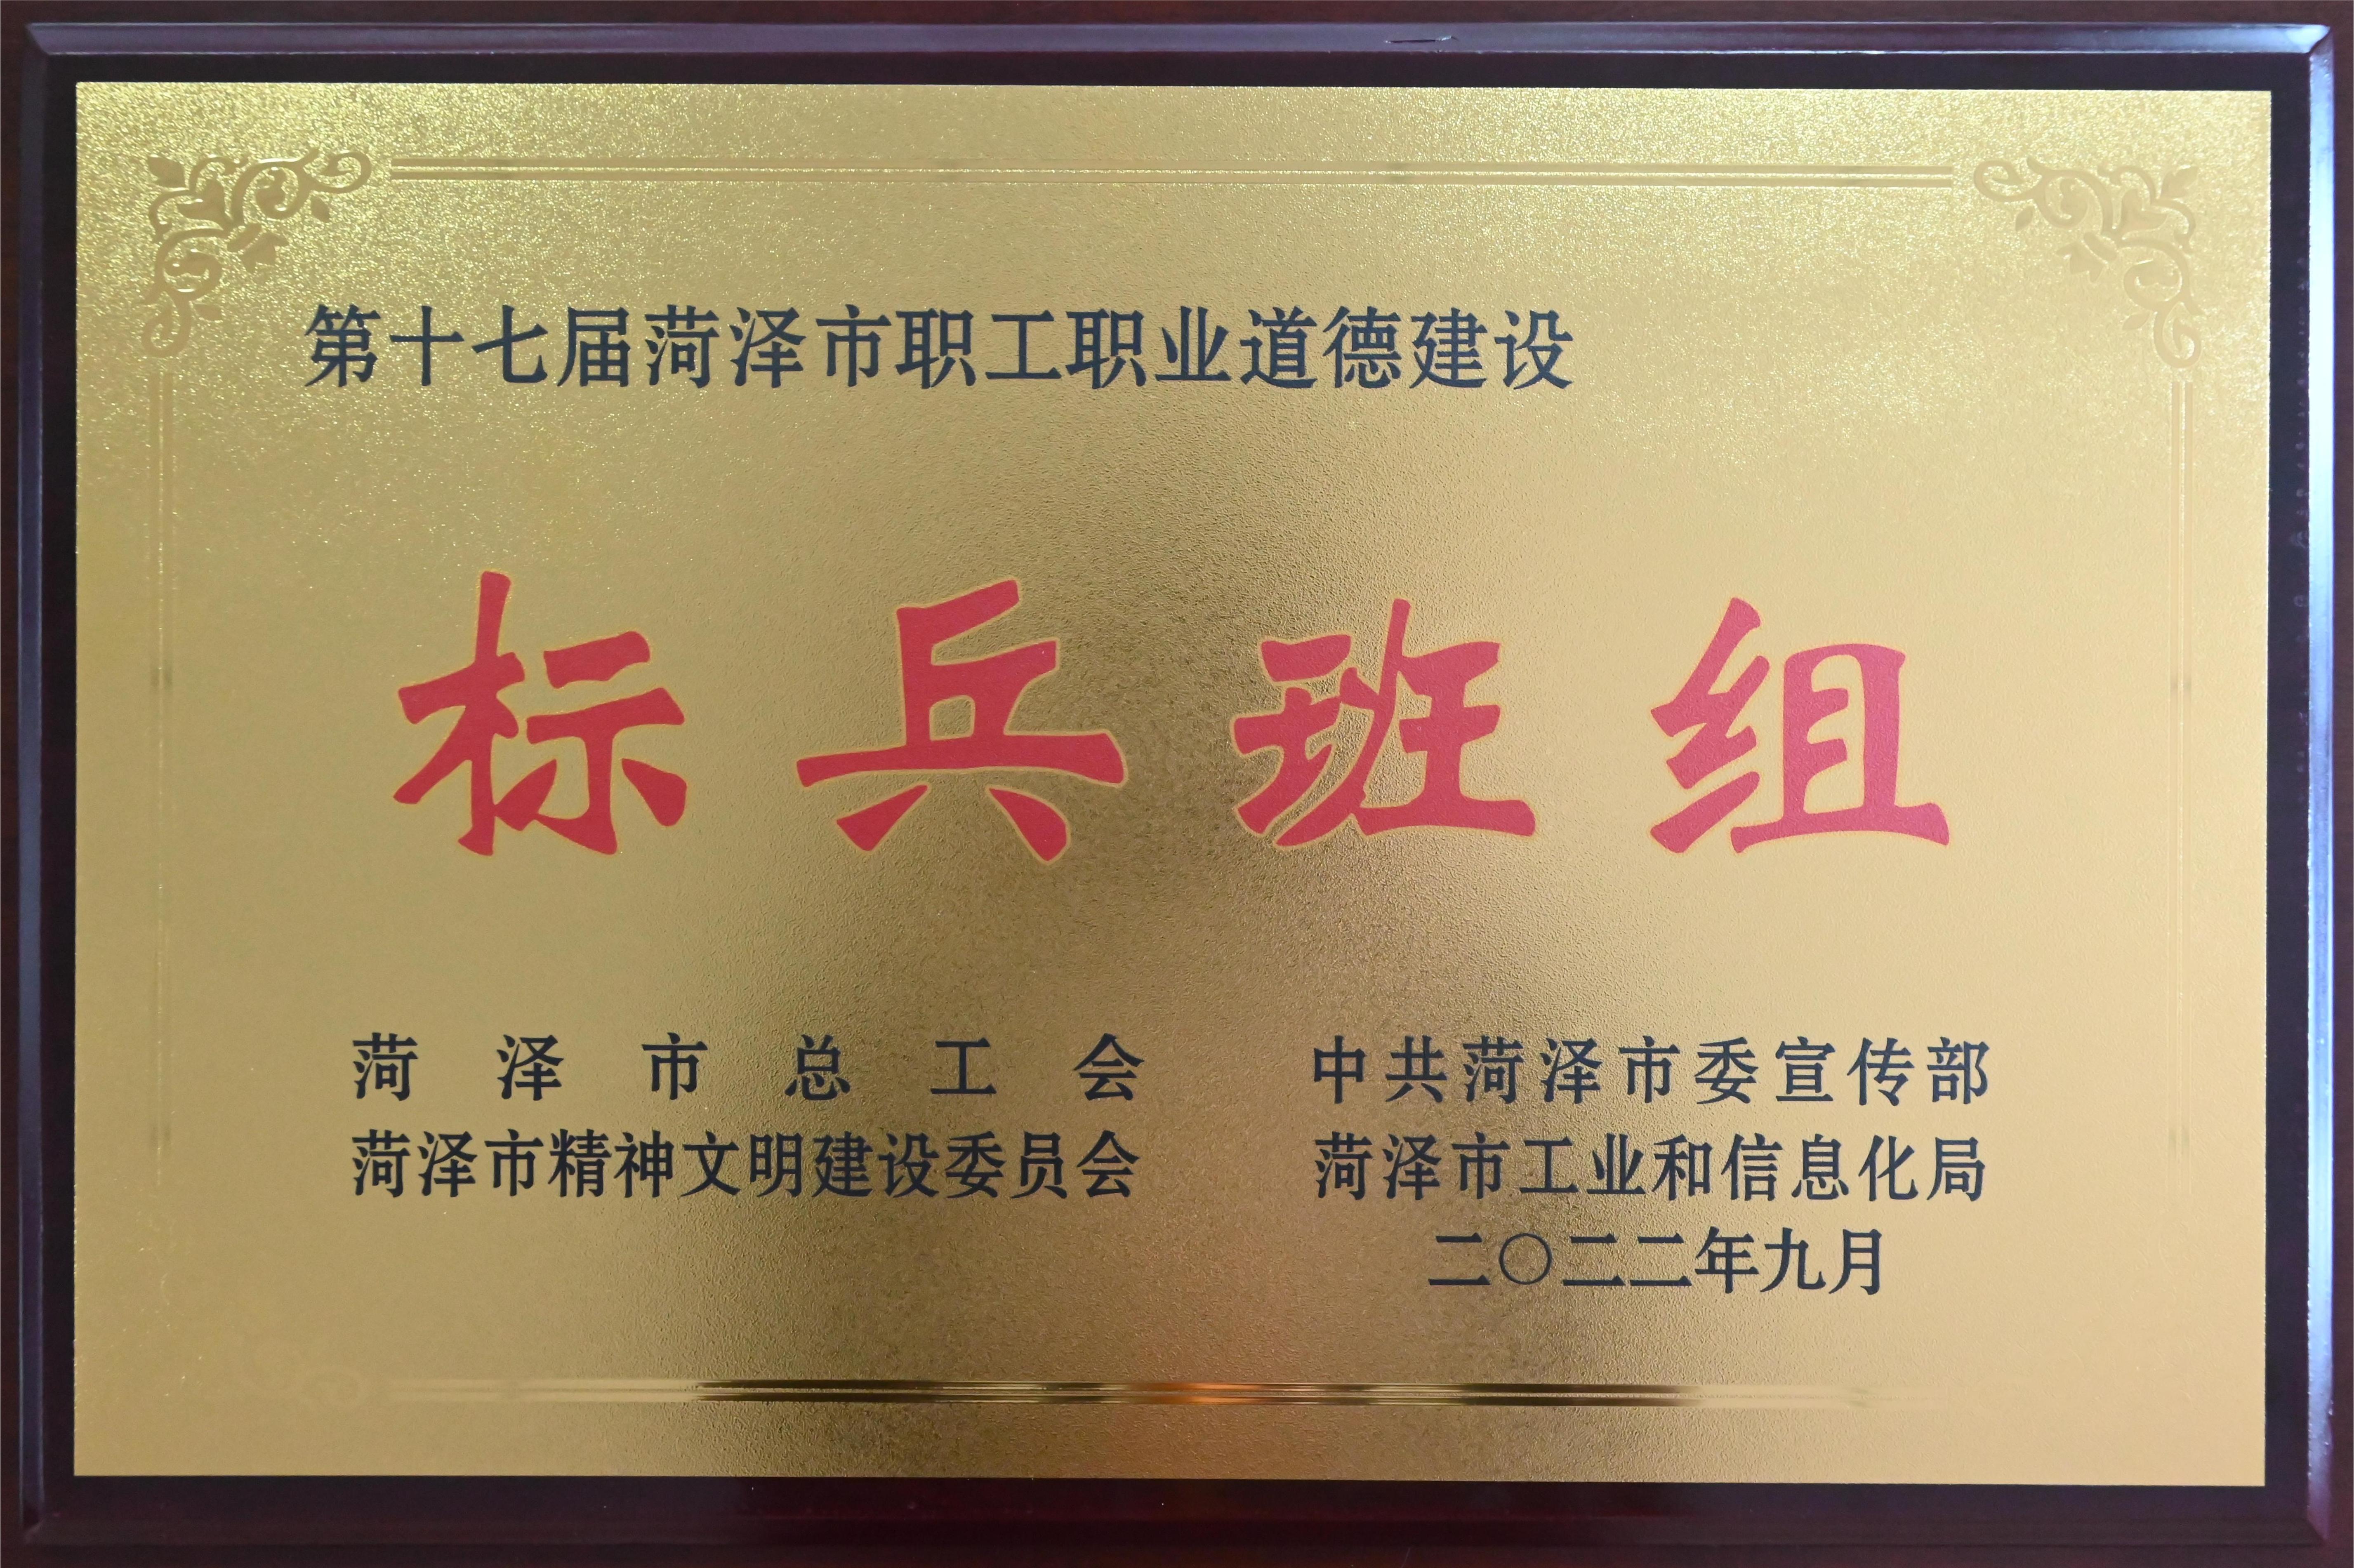 第十七届菏泽市职工职业道德建设
标兵班组
菏泽市总工会 中共菏泽市委宣传部
菏泽市精神文明建设委员会 菏泽市工业和信息化局
二〇二二年九月